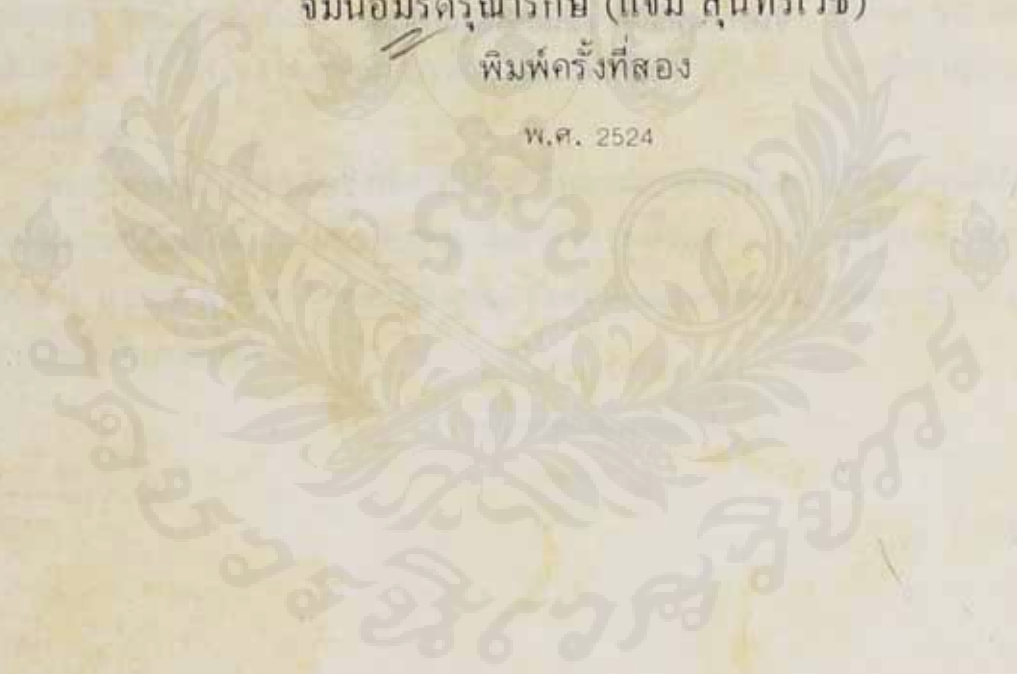 จมื่นอมรดรุณารักษ์ (แจ่ม สุนทรเวช)
พิมพ์ครั้งที่สอง
พ.ศ. 2524